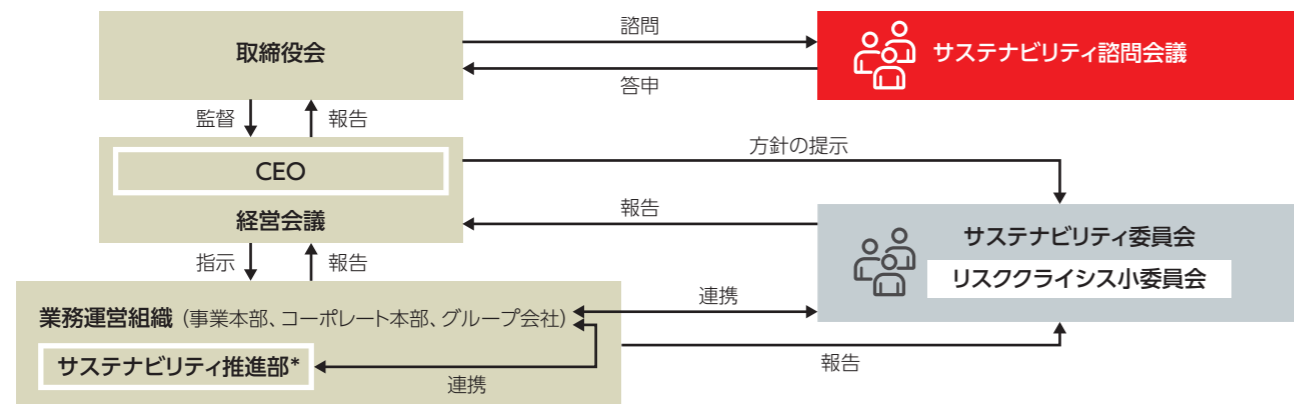 諮問
取締役会
サステナビリティ諮問会議
答申
監督
報告
方針の提示
CEO
報告
経営会議
サステナビリティ委員会
指示
報告
リスククライシス小委員会
連携
業務運営組織（事業本部、コーポレート本部、グループ会社）
サステナビリティ推進部*
報告
連携